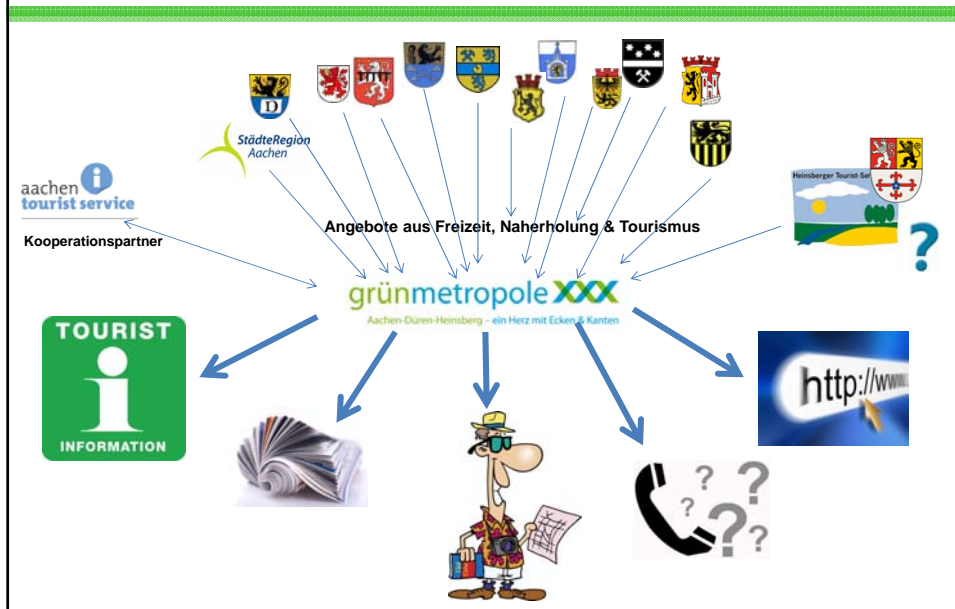 D
StädteRegion
Aachen
aachen i
tourist service
Kooperationspartner
Heinsberger Tourist-Ser
?
Angebote aus Freizeit, Naherholung & Tourismus
grünmetropole XXX
Aachen-Düren-Heinsberg – ein Herz mit Ecken & Kanten
TOURIST
i
INFORMATION
? ? ? ? ?
http://www.